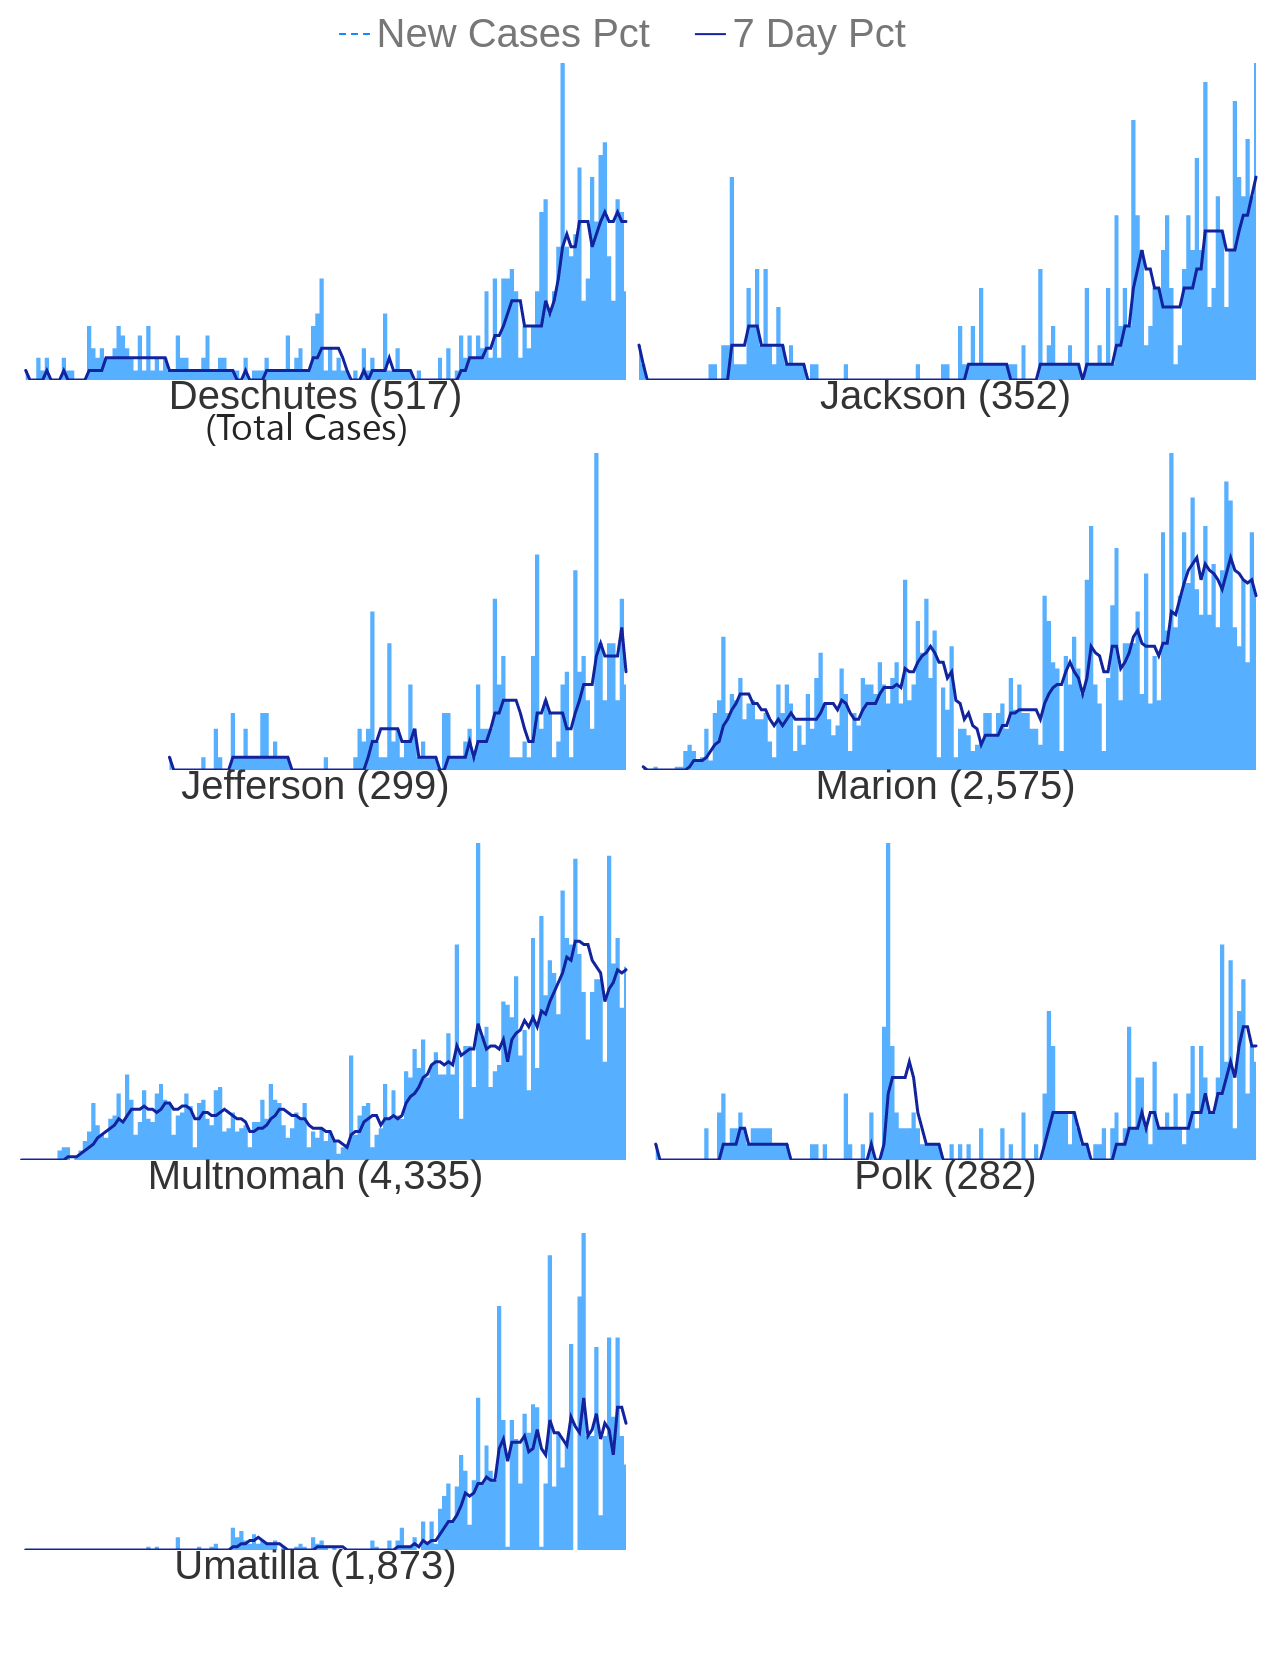 New Cases Pct 7 Day Pct
Deschutes (517) Jackson (352)
(Total Cases)
Jefferson (299) Marion (2,575)
Multnomah (4,335) Polk (282)
Umatilla (1,873)